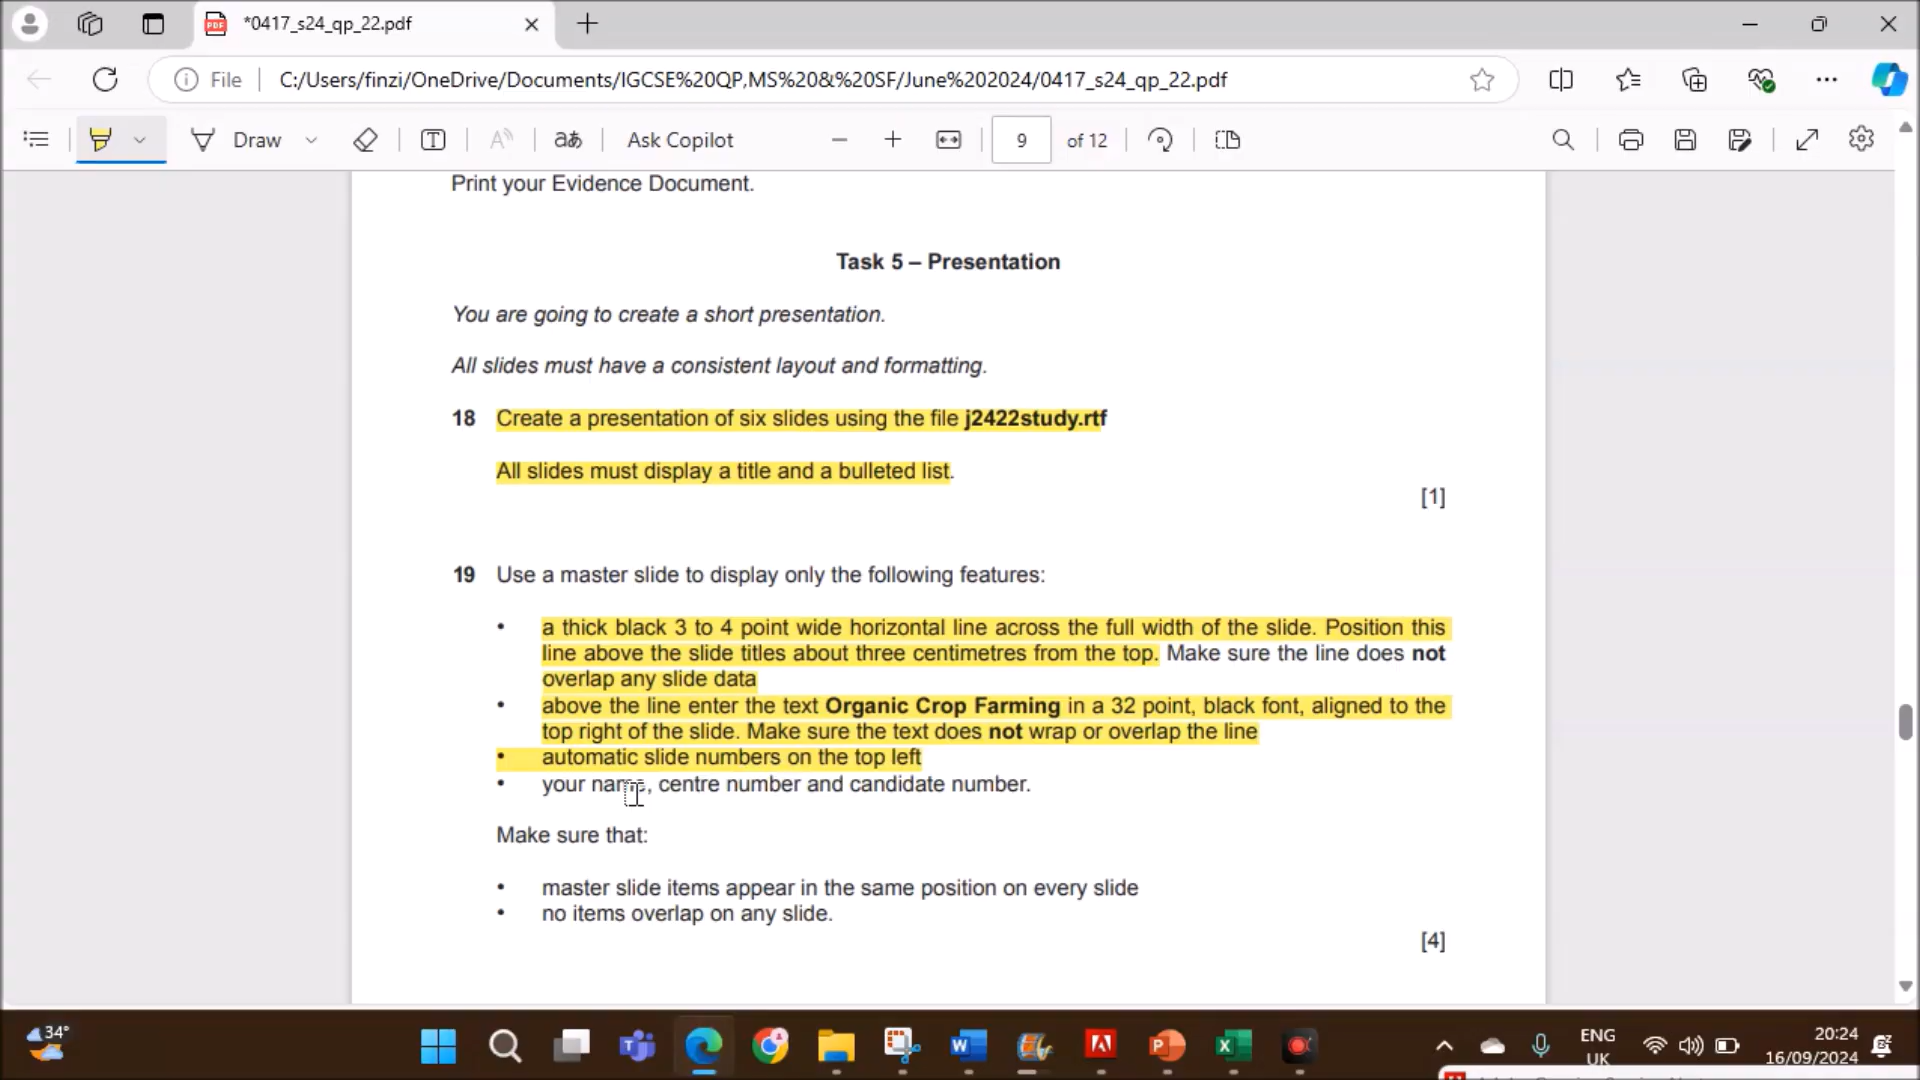 *0417_s24_qp_22.pdf
File
C:/Users/finzi/OneDrive/Documents/IGCSE%20QP,MS%20&%20SF/June%202024/0417_s24_qp_22.pdf
Draw
Ask Copilot
9 of 12
Print your Evidence Document.
Task 5 – Presentation
You are going to create a short presentation.
All slides must have a consistent layout and formatting.
18 Create a presentation of six slides using the file j2422study.rtf
All slides must display a title and a bulleted list.
[1]
19 Use a master slide to display only the following features:
• a thick black 3 to 4 point wide horizontal line across the full width of the slide. Position this
line above the slide titles about three centimetres from the top. Make sure the line does not
overlap any slide data
• above the line enter the text Organic Crop Farming in a 32 point, black font, aligned to the
top right of the slide. Make sure the text does not wrap or overlap the line
• automatic slide numbers on the top left
• your name, centre number and candidate number.
Make sure that:
• master slide items appear in the same position on every slide
• no items overlap on any slide.
[4]
34°
ENG
UK
20:24
16/09/2024